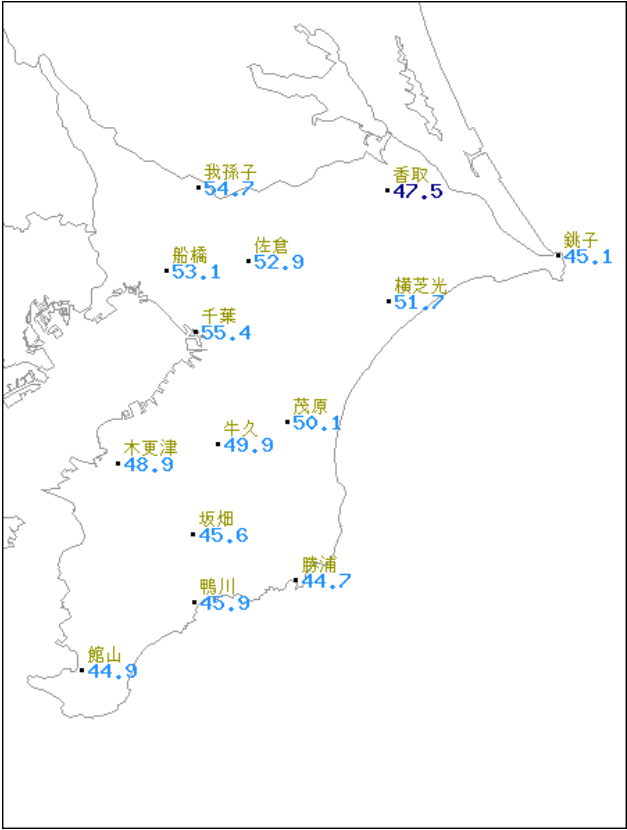 我孫子
54.7
香取
47.5
銚子
45.1
船橋
53.1
佐倉
52.9
横芝光
51.7
千葉
55.4
茂原
50.1
牛久
49.9
木更津
48.9
坂畑
45.6
勝浦
44.7
鴨川
45.9
館山
44.9